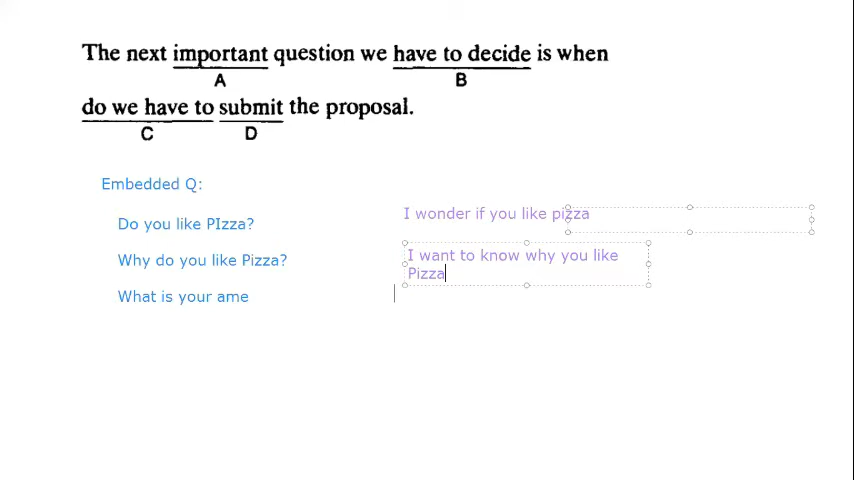 The next important question we have to decide is when
A B
do we have to submit the proposal.
C D
Embedded Q:
Do you like PIzza?
I wonder if you like pizza
Why do you like Pizza?
I want to know why you like
Pizza
What is your ame